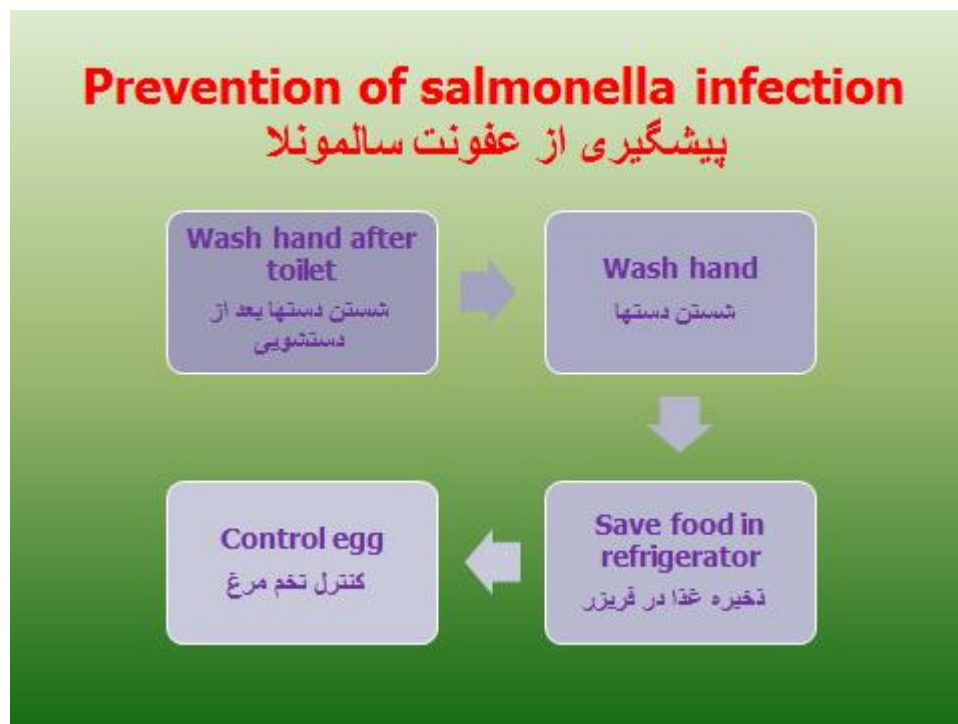 Prevention of salmonella infection
پیشگیری از عفونت سالمونلا
Wash hand after
toilet
شستن دستها بعد از
دستشویی
Wash hand
شستن دستها
Save food in
refrigerator
ذخیره غذا در فریزر
Control egg
کنترل تخم مرغ